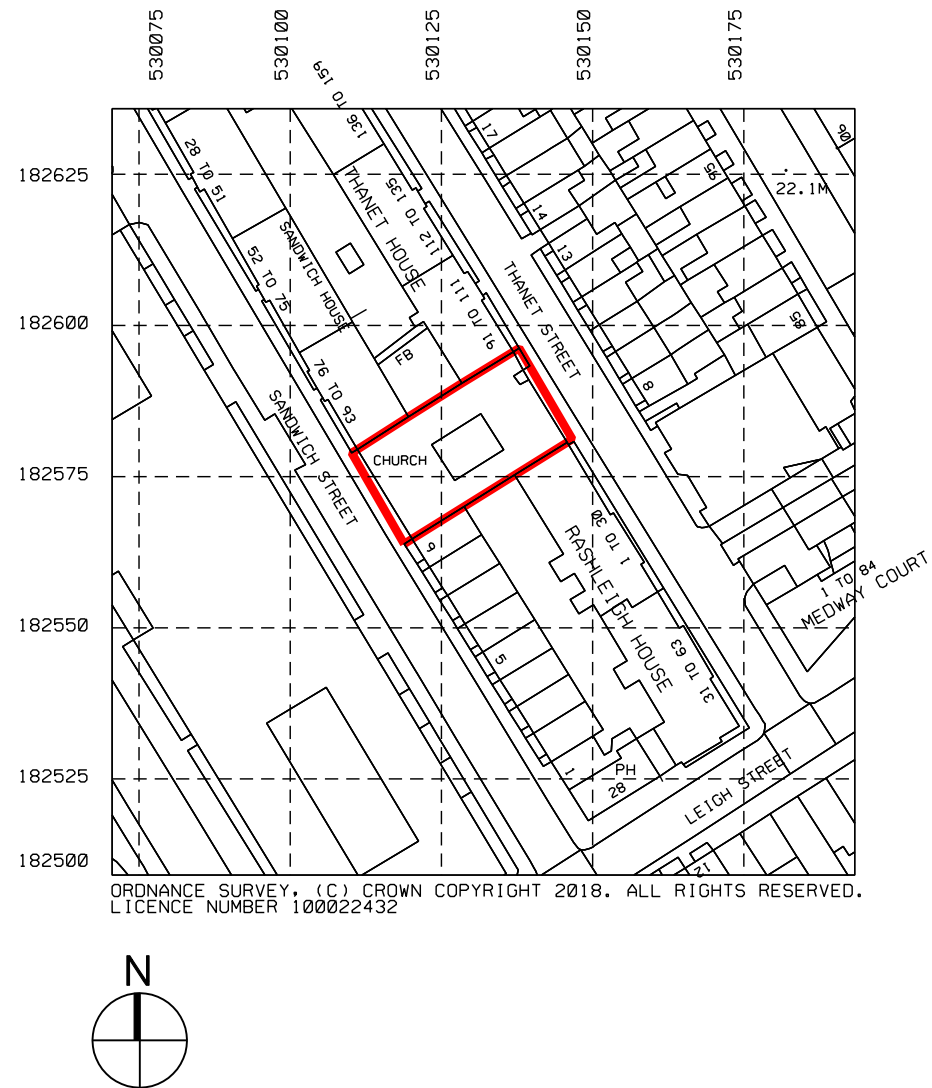 530075
530100
530125
530150
530175
182625
182600
182575
182550
182525
182500
28 TO 51
52 TO 75
76 TO 93
SANDWICH HOUSE
SANDWICH STREET
136 TO 159
THANET HOUSE
112 TO 135
91 TO 111
FB
THANET STREET
17
14
13
8
95
90
85
22.1M
CHURCH
9
5
1
RASHLEIGH HOUSE
1 TO 30
31 TO 63
1 TO 84
MEDWAY COURT
PH
28
LEIGH STREET
12
ORDNANCE SURVEY, (C) CROWN COPYRIGHT 2018. ALL RIGHTS RESERVED.
LICENCE NUMBER 100022432
N